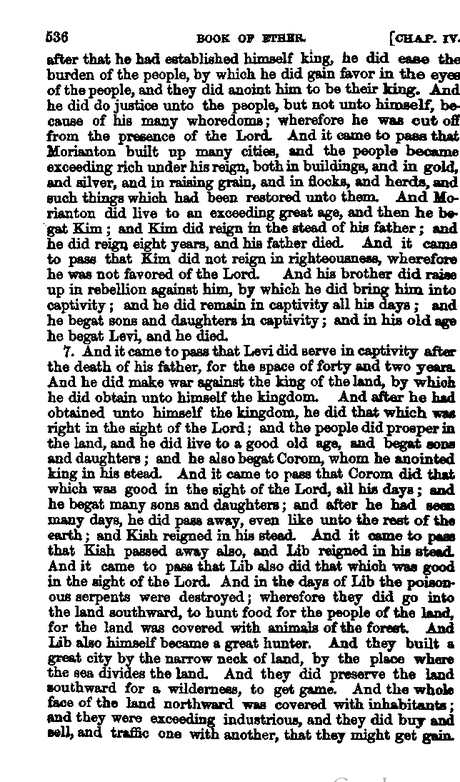 536 BOOK OF ETHER. [CHAP. IV.
after that he had established himself king, he did ease the
burden of the people, by which he did gain favor in the eyes
of the people, and they did anoint him to be their king. And
he did do justice unto the people, but not unto himself, be-
cause of his many whoredoms; wherefore he was cut off
from the presence of the Lord. And it came to pass that
Morianton built up many cities, and the people became
exceeding rich under his reign, both in buildings, and in gold,
and silver, and in raising grain, and in flocks, and herds, and
such things which had been restored unto them. And Mo-
rianton did live to an exceeding great age, and then he be-
gat Kim; and Kim did reign in the stead of his father; and
he did reign eight years, and his father died. And it came
to pass that Kim did not reign in righteousness, wherefore
he was not favored of the Lord. And his brother did raise
up in rebellion against him, by which he did bring him into
captivity; and he did remain in captivity all his days; and
he begat sons and daughters in captivity; and in his old age
he begat Levi, and he died.
7. And it came to pass that Levi did serve in captivity after
the death of his father, for the space of forty and two years.
And he did make war against the king of the land, by which
he did obtain unto himself the kingdom. And after he had
obtained unto himself the kingdom, he did that which was
right in the sight of the Lord; and the people did prosper in
the land, and he did live to a good old age, and begat sons
and daughters; and he also begat Corom, whom he anointed
king in his stead. And it came to pass that Corom did that
which was good in the sight of the Lord, all his days; and
he begat many sons and daughters; and after he had seen
many days, he did pass away, even like unto the rest of the
earth; and Kish reigned in his stead. And it came to pass
that Kish passed away also, and Lib reigned in his stead.
And it came to pass that Lib also did that which was good
in the sight of the Lord. And in the days of Lib the poison-
ous serpents were destroyed; wherefore they did go into
the land southward, to hunt food for the people of the land,
for the land was covered with animals of the forest. And
Lib also himself became a great hunter. And they built a
great city by the narrow neck of land, by the place where
the sea divides the land. And they did preserve the land
southward for a wilderness, to get game. And the whole
face of the land northward was covered with inhabitants;
and they were exceeding industrious, and they did buy and
sell, and traffic one with another, that they might get gain.